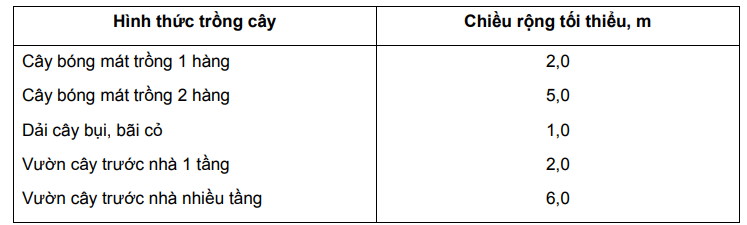 Hình thức trồng cây Chiều rộng tối thiểu, m
Cây bóng mát trồng 1 hàng 2,0
Cây bóng mát trồng 2 hàng 5,0
Dải cây bụi, bãi cỏ 1,0
Vườn cây trước nhà 1 tầng 2,0
Vườn cây trước nhà nhiều tầng 6,0